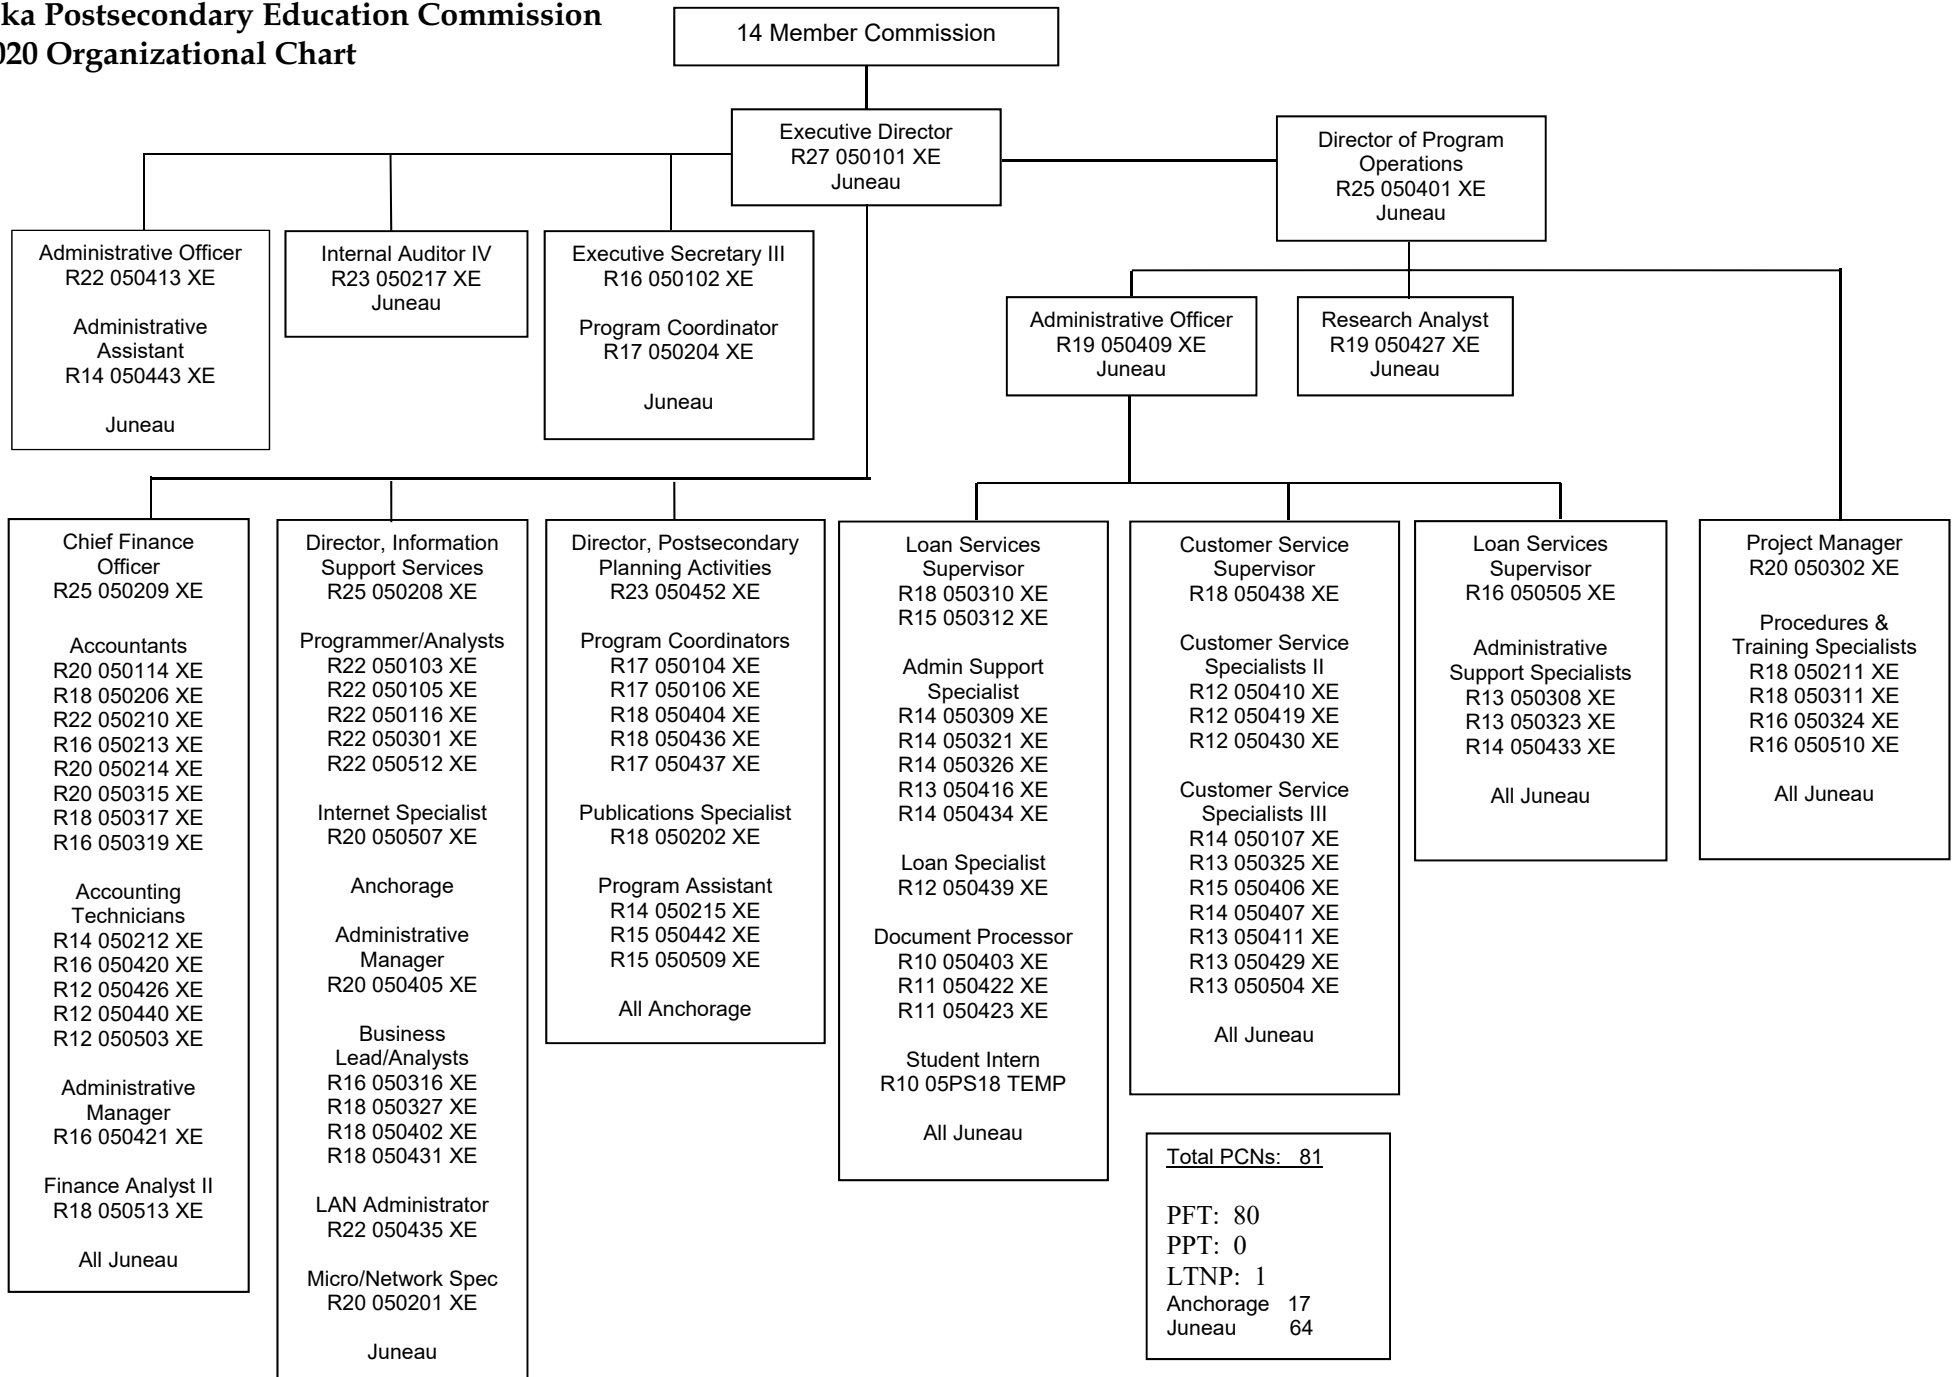 ka Postsecondary Education Commission
020 Organizational Chart
14 Member Commission
Executive Director
R27 050101 XE
Juneau
Director of Program
Operations
R25 050401 XE
Juneau
Administrative Officer
R22 050413 XE
Administrative
Assistant
R14 050443 XE
Juneau
Internal Auditor IV
R23 050217 XE
Juneau
Executive Secretary III
R16 050102 XE
Program Coordinator
R17 050204 XE
Juneau
Administrative Officer
R19 050409 XE
Juneau
Research Analyst
R19 050427 XE
Juneau
Chief Finance
Officer
R25 050209 XE
Accountants
R20 050114 XE
R18 050206 XE
R22 050210 XE
R16 050213 XE
R20 050214 XE
R20 050315 XE
R18 050317 XE
R16 050319 XE
Accounting
Technicians
R14 050212 XE
R16 050420 XE
R12 050426 XE
R12 050440 XE
R12 050503 XE
Administrative
Manager
R16 050421 XE
Finance Analyst II
R18 050513 XE
All Juneau
Director, Information
Support Services
R25 050208 XE
Programmer/Analysts
R22 050103 XE
R22 050105 XE
R22 050116 XE
R22 050301 XE
R22 050512 XE
Internet Specialist
R20 050507 XE
Anchorage
Administrative
Manager
R20 050405 XE
Business
Lead/Analysts
R16 050316 XE
R18 050327 XE
R18 050402 XE
R18 050431 XE
LAN Administrator
R22 050435 XE
Micro/Network Spec
R20 050201 XE
Juneau
Director, Postsecondary
Planning Activities
R23 050452 XE
Program Coordinators
R17 050104 XE
R17 050106 XE
R18 050404 XE
R18 050436 XE
R17 050437 XE
Publications Specialist
R18 050202 XE
Program Assistant
R14 050215 XE
R15 050442 XE
R15 050509 XE
All Anchorage
Loan Services
Supervisor
R18 050310 XE
R15 050312 XE
Admin Support
Specialist
R14 050309 XE
R14 050321 XE
R14 050326 XE
R13 050416 XE
R14 050434 XE
Loan Specialist
R12 050439 XE
Document Processor
R10 050403 XE
R11 050422 XE
R11 050423 XE
Student Intern
R10 05PS18 TEMP
All Juneau
Customer Service
Supervisor
R18 050438 XE
Customer Service
Specialists II
R12 050410 XE
R12 050419 XE
R12 050430 XE
Customer Service
Specialists III
R14 050107 XE
R13 050325 XE
R15 050406 XE
R14 050407 XE
R13 050411 XE
R13 050429 XE
R13 050504 XE
All Juneau
Loan Services
Supervisor
R16 050505 XE
Administrative
Support Specialists
R13 050308 XE
R13 050323 XE
R14 050433 XE
All Juneau
Project Manager
R20 050302 XE
Procedures &
Training Specialists
R18 050211 XE
R18 050311 XE
R16 050324 XE
R16 050510 XE
All Juneau
Total PCNs: 81
PFT: 80
PPT: 0
LTNP: 1
Anchorage 17
Juneau 64